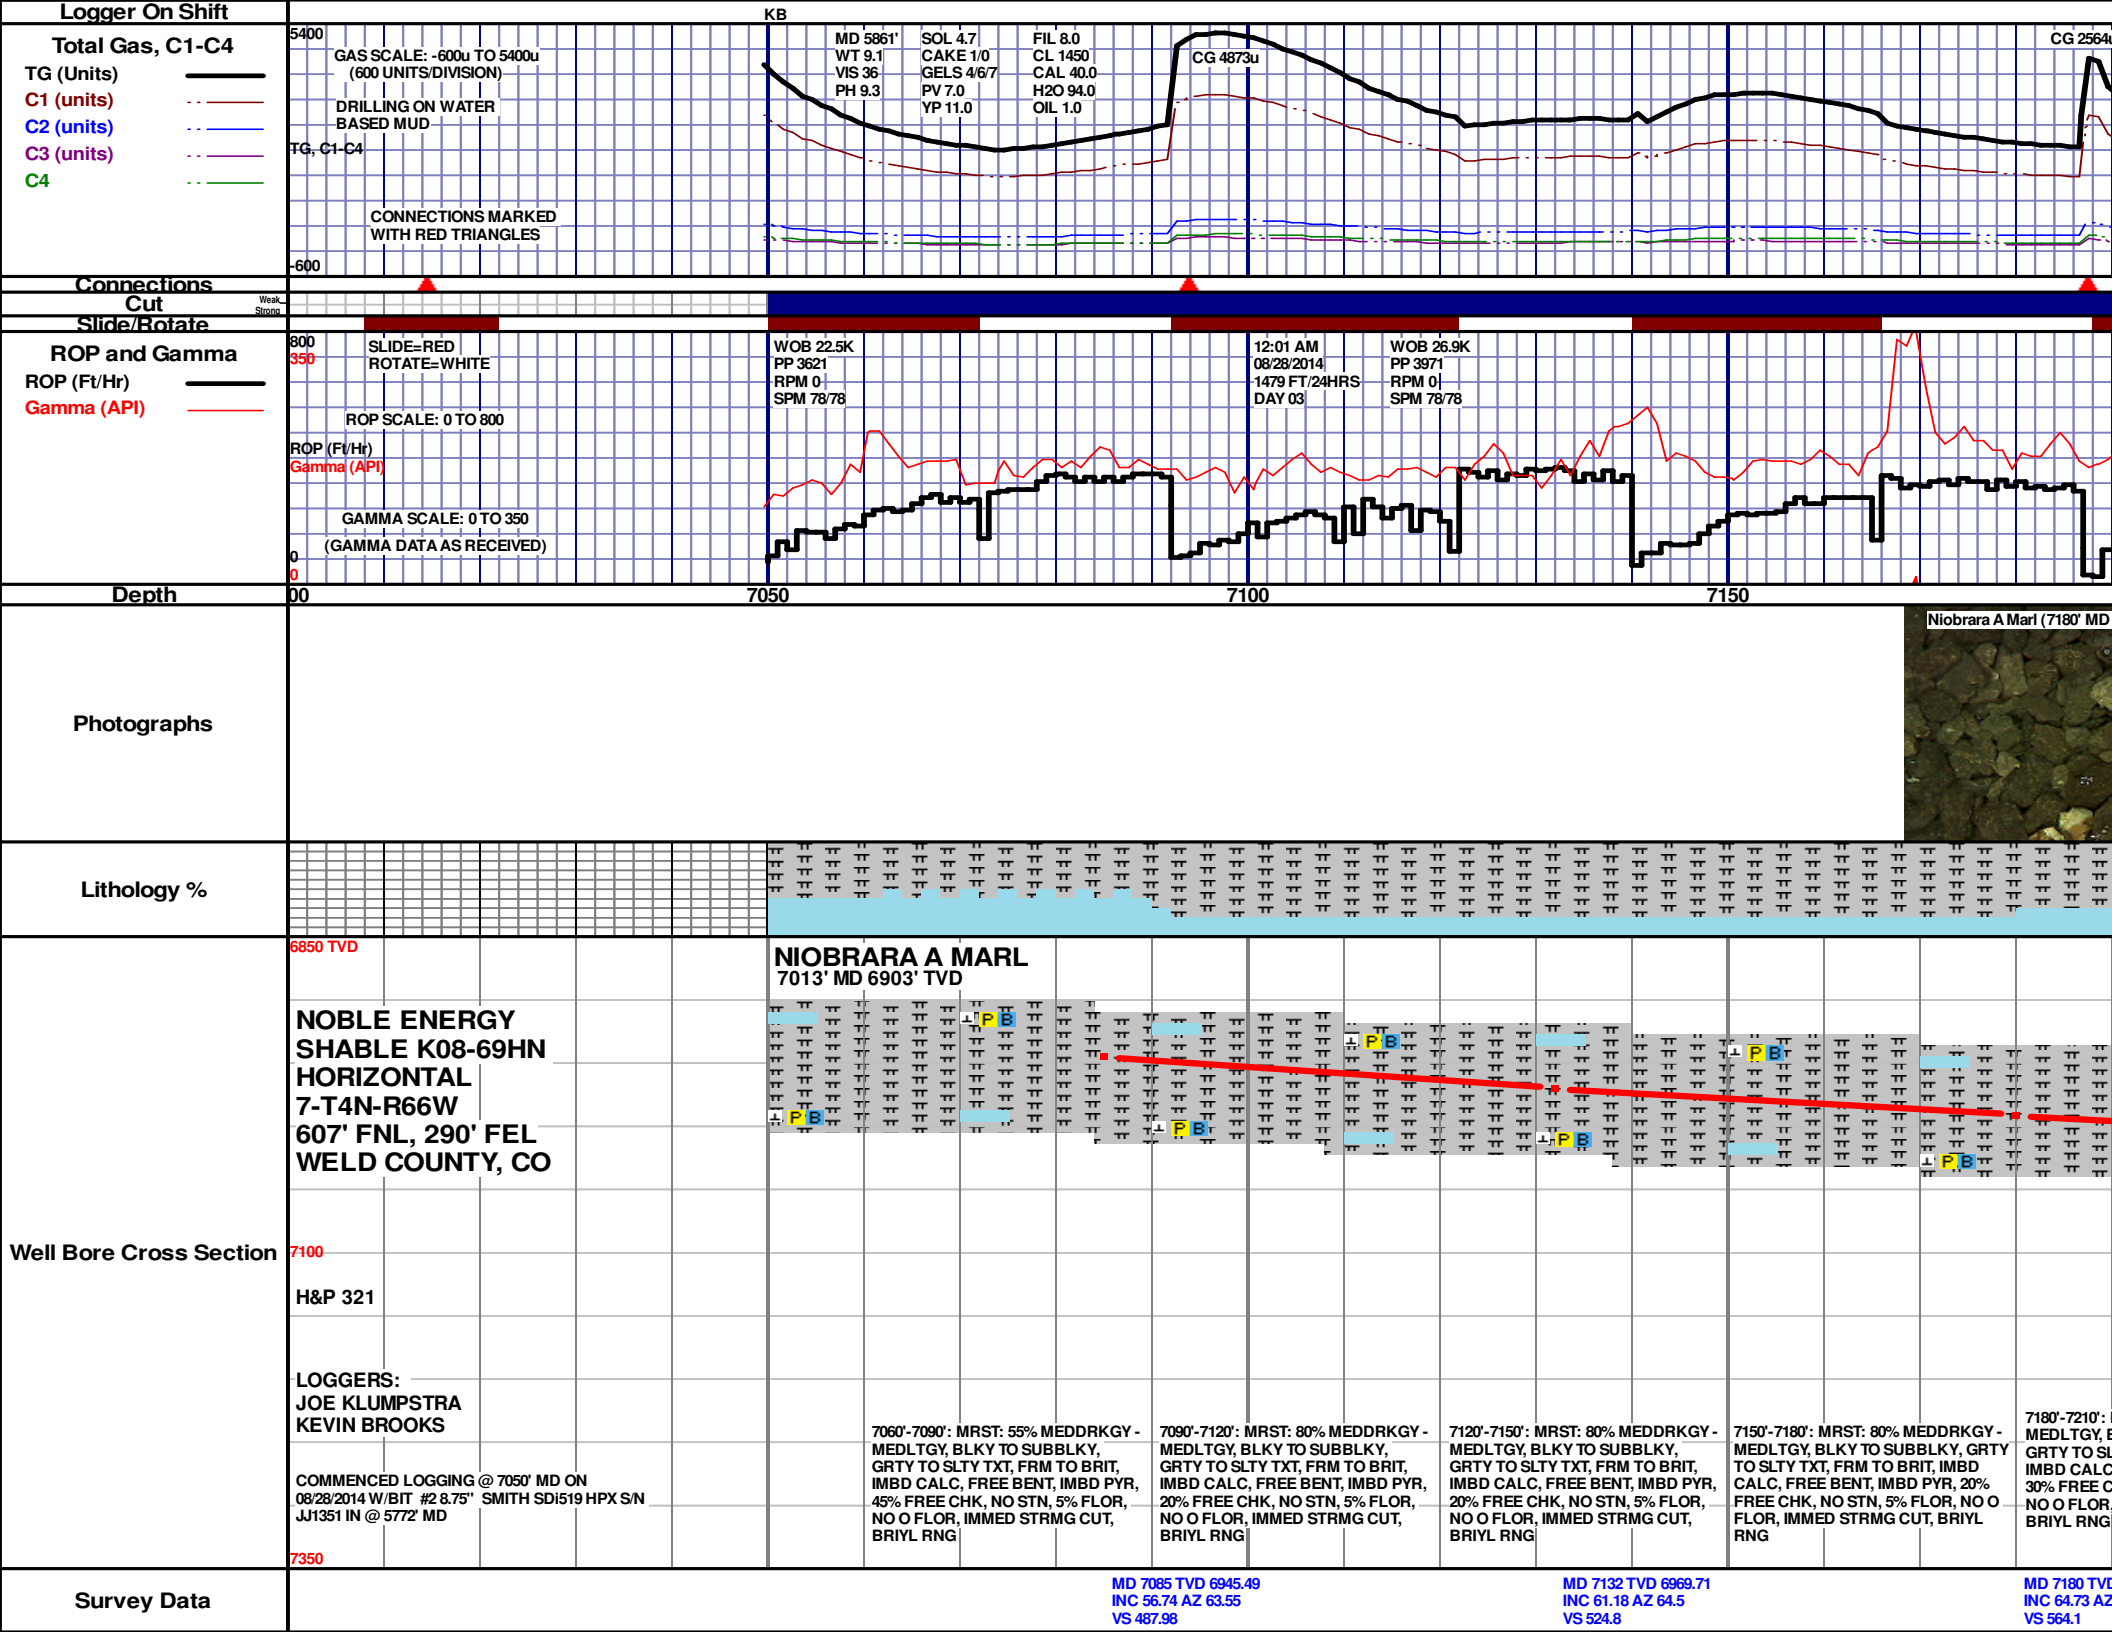 Logger On Shift
KB
Total Gas, C1-C4
TG (Units)
C1 (units)
C2 (units)
C3 (units)
C4
5400
GAS SCALE: -600u TO 5400u
(600 UNITS/DIVISION)
DRILLING ON WATER
BASED MUD
TG, C1-C4
CONNECTIONS MARKED
WITH RED TRIANGLES
-600
MD 5861'
WT 9.1
VIS 36
PH 9.3
SOL 4.7
CAKE 1/0
GELS 4/6/7
PV 7.0
YP 11.0
FIL 8.0
CL 1450
CAL 40.0
H2O 94.0
OIL 1.0
CG 4873u
CG 2564u
Connections
Cut
Weak
Strong
Slide/Rotate
ROP and Gamma
ROP (Ft/Hr)
Gamma (API)
800
350
SLIDE=RED
ROTATE=WHITE
ROP SCALE: 0 TO 800
ROP (Ft/Hr)
Gamma (API)
GAMMA SCALE: 0 TO 350
(GAMMA DATA AS RECEIVED)
0
0
WOB 22.5K
PP 3621
RPM 0
SPM 78/78
12:01 AM
08/28/2014
1479 FT/24HRS
DAY 03
WOB 26.9K
PP 3971
RPM 0
SPM 78/78
Depth
00
7050
7100
7150
Photographs
Niobrara A Marl (7180' MD
Lithology %
Well Bore Cross Section
6850 TVD
NIOBRARA A MARL
7013' MD 6903' TVD
NOBLE ENERGY
SHABLE K08-69HN
HORIZONTAL
7-T4N-R66W
607' FNL, 290' FEL
WELD COUNTY, CO
P B
P B
P B
P B
P B
P B
P B
7100
H&P 321
LOGGERS:
JOE KLUMPSTRA
KEVIN BROOKS
COMMENCED LOGGING @ 7050' MD ON
08/28/2014 W/BIT #2 8.75" SMITH SDi519 HPX S/N
JJ1351 IN @ 5772' MD
7350
7060'-7090': MRST: 55% MEDDRKGY -
MEDLTGY, BLKY TO SUBBLKY,
GRTY TO SLTY TXT, FRM TO BRIT,
IMBD CALC, FREE BENT, IMBD PYR,
45% FREE CHK, NO STN, 5% FLOR,
NO O FLOR, IMMED STRMG CUT,
BRIYL RNG
7090'-7120': MRST: 80% MEDDRKGY -
MEDLTGY, BLKY TO SUBBLKY,
GRTY TO SLTY TXT, FRM TO BRIT,
IMBD CALC, FREE BENT, IMBD PYR,
20% FREE CHK, NO STN, 5% FLOR,
NO O FLOR, IMMED STRMG CUT,
BRIYL RNG
7120'-7150': MRST: 80% MEDDRKGY -
MEDLTGY, BLKY TO SUBBLKY,
GRTY TO SLTY TXT, FRM TO BRIT,
IMBD CALC, FREE BENT, IMBD PYR,
20% FREE CHK, NO STN, 5% FLOR,
NO O FLOR, IMMED STRMG CUT,
BRIYL RNG
7150'-7180': MRST: 80% MEDDRKGY -
MEDLTGY, BLKY TO SUBBLKY, GRTY
TO SLTY TXT, FRM TO BRIT, IMBD
CALC, FREE BENT, IMBD PYR, 20%
FREE CHK, NO STN, 5% FLOR, NO O
FLOR, IMMED STRMG CUT, BRIYL
RNG
7180'-7210':
MEDLTGY,
GRTY TO
IMBD CALC
30% FREE
NO O FLOR,
BRIYL RNG
Survey Data
MD 7085 TVD 6945.49
INC 56.74 AZ 63.55
VS 487.98
MD 7132 TVD 6969.71
INC 61.18 AZ 64.5
VS 524.8
MD 7180 TVD
INC 64.73 AZ
VS 564.1